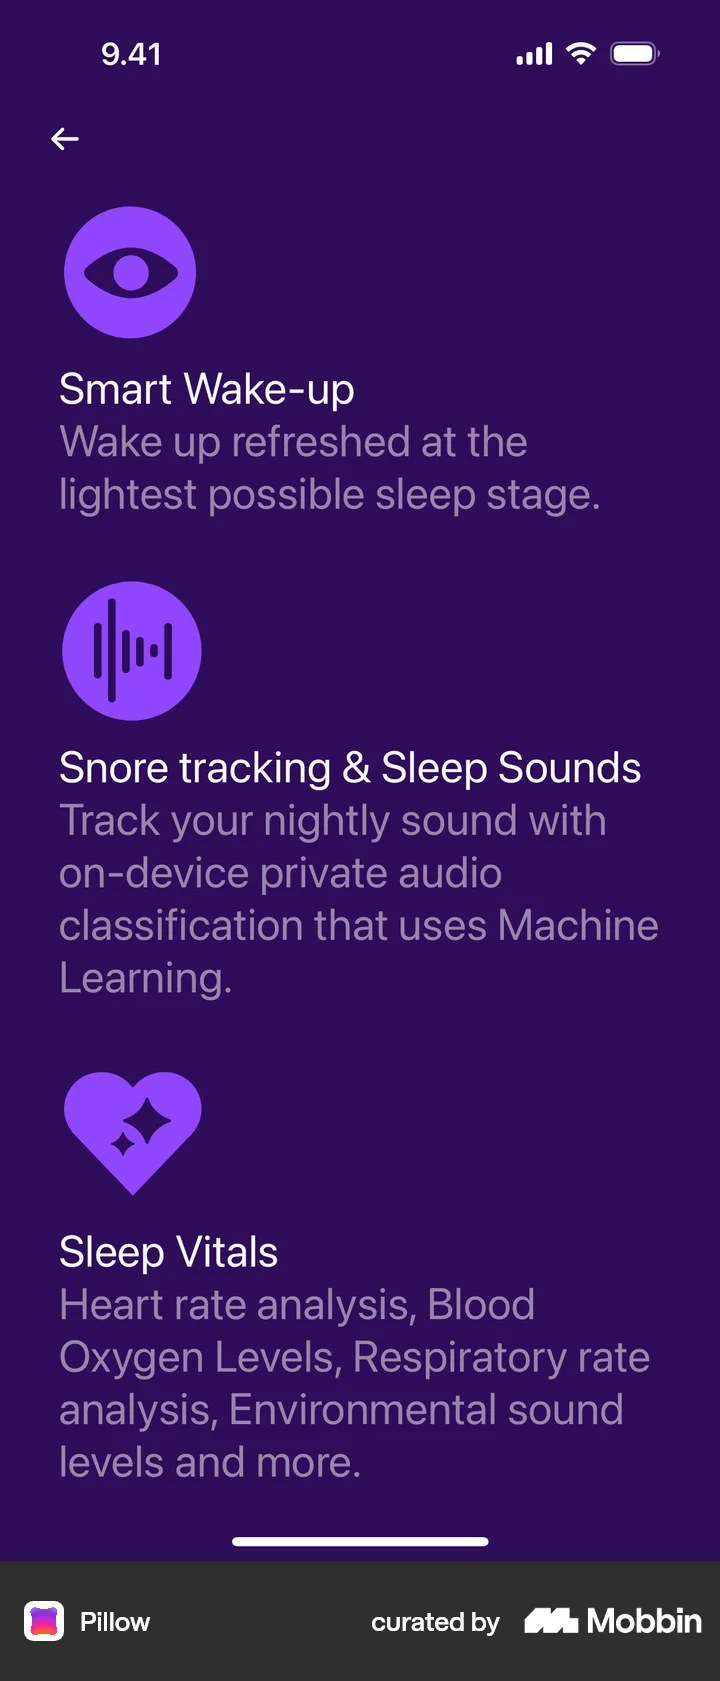 9.41
Smart Wake-up
Wake up refreshed at the
lightest possible sleep stage.
Snore tracking & Sleep Sounds
Track your nightly sound with
on-device private audio
classification that uses Machine
Learning.
Sleep Vitals
Heart rate analysis, Blood
Oxygen Levels, Respiratory rate
analysis, Environmental sound
levels and more.
Pillow
curated by Mobbin